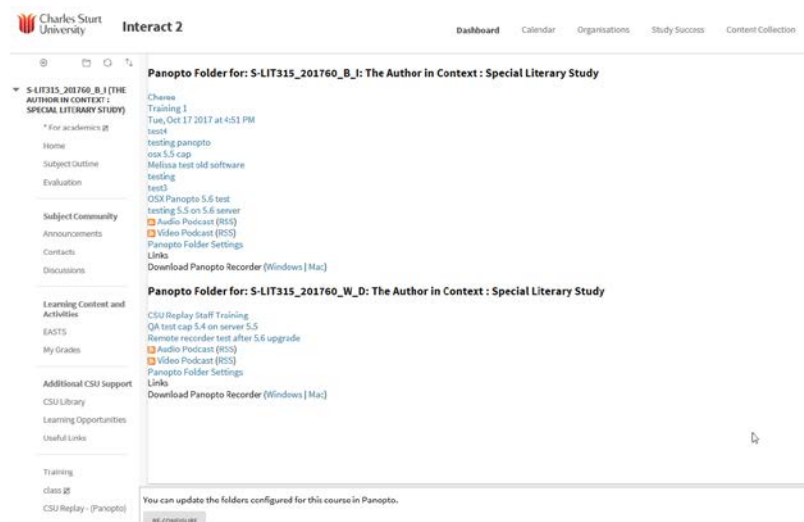 Charles Sturt
University
Interact 2
Dashboard
Calendar
Organisations
Study Success
Content Collection
S-LIT315_201760_B_I (THE
AUTHOR IN CONTEXT :
SPECIAL LITERARY STUDY)
* For academics
Home
Subject Outline
Evaluation
Subject Community
Announcements
Contacts
Discussions
Learning Content and
Activities
EASTS
My Grades
Additional CSU Support
CSU Library
Learning Opportunities
Useful Links
Training
class
CSU Replay - (Panopto)
Panopto Folder for: S-LIT315_201760_B_I: The Author in Context : Special Literary Study
Cheree
Training 1
Tue, Oct 17 2017 at 4:51 PM
test4
testing panopto
osx 5.5 cap
Melissa test old software
testing
test3
OSX Panopto 5.6 test
testing 5.5 on 5.6 server
Audio Podcast (RSS)
Video Podcast (RSS)
Panopto Folder Settings
Links
Download Panopto Recorder (Windows | Mac)
Panopto Folder for: S-LIT315_201760_W_D: The Author in Context : Special Literary Study
CSU Replay Staff Training
QA test cap 5.4 on server 5.5
Remote recorder test after 5.6 upgrade
Audio Podcast (RSS)
Video Podcast (RSS)
Panopto Folder Settings
Links
Download Panopto Recorder (Windows | Mac)
You can update the folders configured for this course in Panopto.